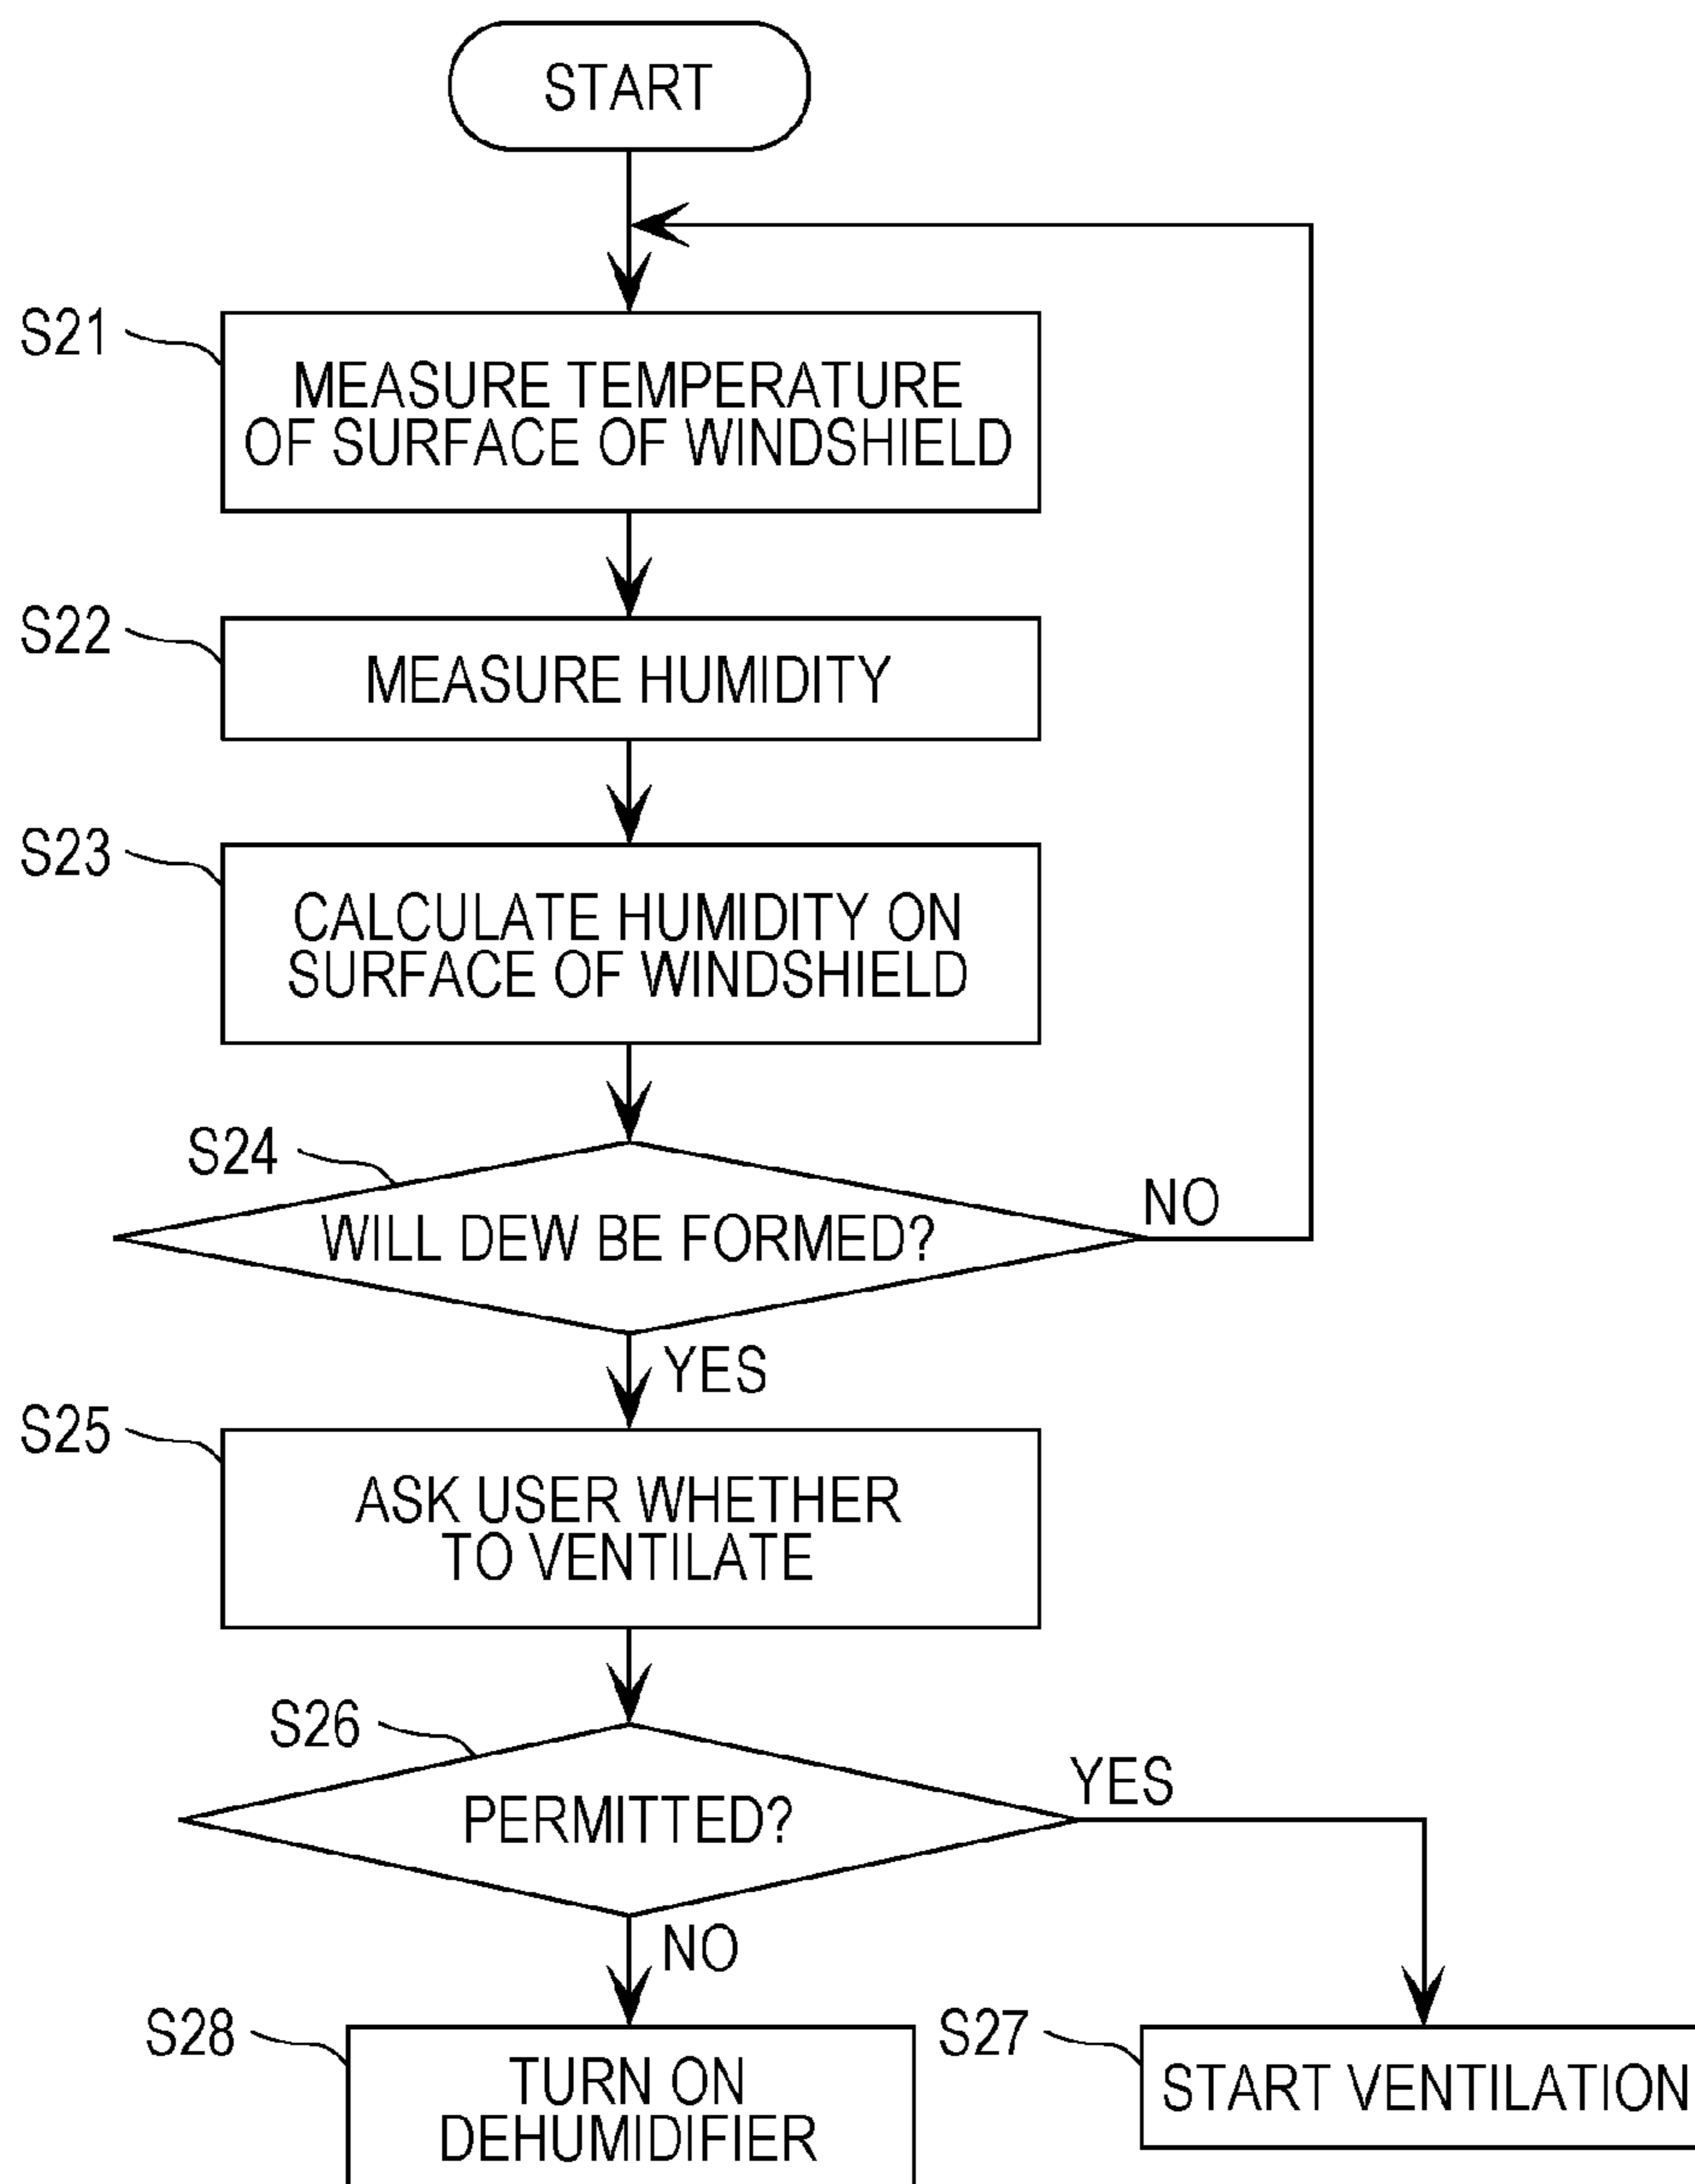 START
S21
MEASURE TEMPERATURE
OF SURFACE OF WINDSHIELD
S22
MEASURE HUMIDITY
S23
CALCULATE HUMIDITY ON
SURFACE OF WINDSHIELD
S24
WILL DEW BE FORMED?
NO
YES
S25
ASK USER WHETHER
TO VENTILATE
S26
PERMITTED?
YES
NO
S28
TURN ON
DEHUMIDIFIER
S27
START VENTILATION